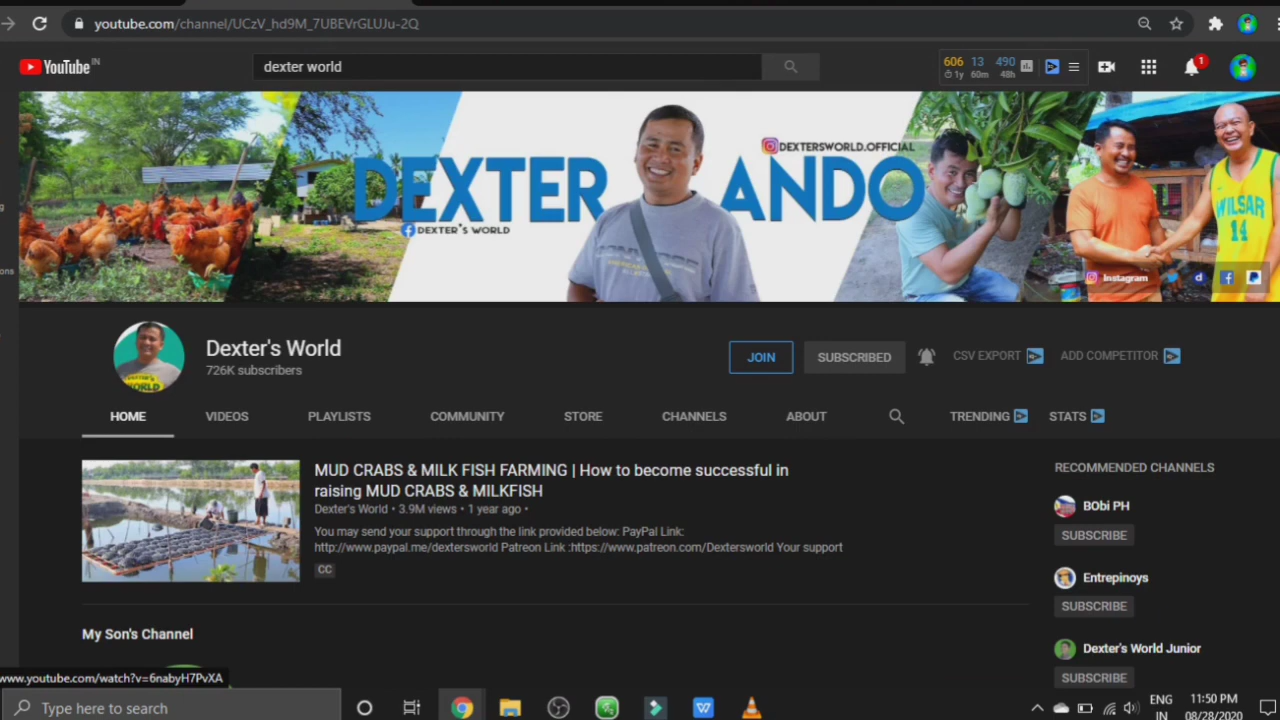 youtube.com/channel/UCzV_hd9M_7UBEVrGLUJu-2Q
YouTube IN
dexter world
606 13 490
1y 60m 48h
1
DEXTER ANDO
DEXTERSWORLD.OFFICIAL
DEXTER'S WORLD
WILSAR
14
Instagram
Dexter's World
726K subscribers
JOIN
SUBSCRIBED
CSV EXPORT
ADD COMPETITOR
HOME VIDEOS PLAYLISTS COMMUNITY STORE CHANNELS ABOUT TRENDING STATS
MUD CRABS & MILK FISH FARMING | How to become successful in
raising MUD CRABS & MILKFISH
Dexter's World • 3.9M views • 1 year ago •
You may send your support through the link provided below: PayPal Link:
http://www.paypal.me/dextersworld Patreon Link :https://www.patreon.com/Dextersworld Your support
CC
My Son's Channel
RECOMMENDED CHANNELS
BObi PH
SUBSCRIBE
Entrepinoys
SUBSCRIBE
Dexter's World Junior
SUBSCRIBE
www.youtube.com/watch?v=6nabyH7PvXA
Type here to search
ENG
IN
11:50 PM
08/28/2020